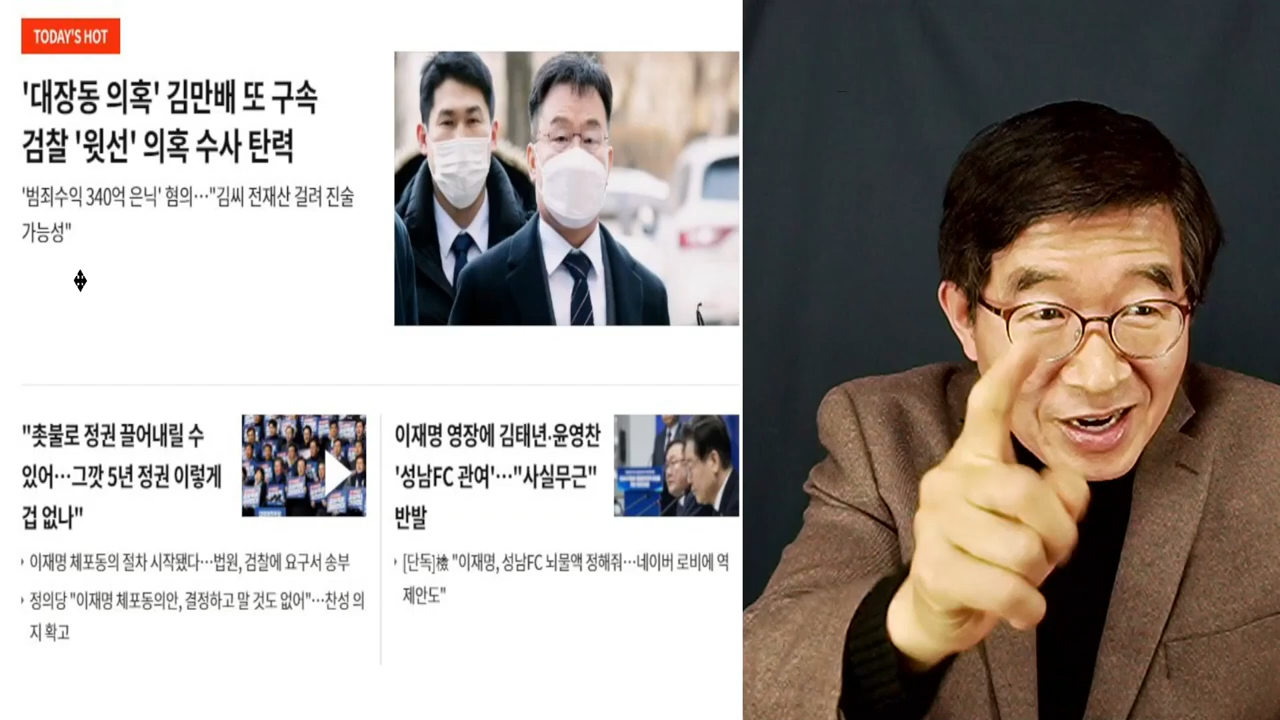 TODAY'S HOT
'대장동 의혹' 김만배 또 구속
검찰 '윗선' 의혹 수사 탄력
'범죄수익 340억 은닉' 혐의…"김씨 전재산 걸려 진술
가능성"
"촛불로 정권 끌어내릴 수
있어…그깟 5년 정권 이렇게
겁 없나"
이재명 체포동의 절차 시작됐다…법원, 검찰에 요구서 송부
정의당 "이재명 체포동의안, 결정하고 말 것도 없어"…찬성 의
지 확고
이재명 영장에 김태년·윤영찬
'성남FC 관여'…"사실무근"
반발
[단독]檢 "이재명, 성남FC 뇌물액 정해줘…네이버 로비에 역
제안도"